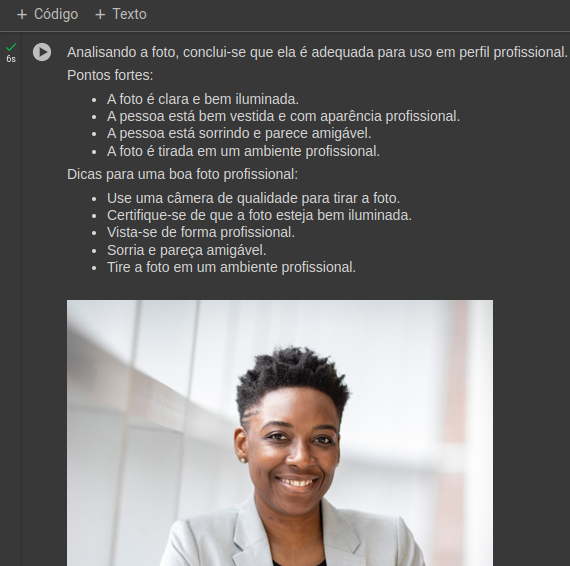 + Código + Texto
6s
Analisando a foto, conclui-se que ela é adequada para uso em perfil profissional.
Pontos fortes:
• A foto é clara e bem iluminada.
• A pessoa está bem vestida e com aparência profissional.
• A pessoa está sorrindo e parece amigável.
• A foto é tirada em um ambiente profissional.
Dicas para uma boa foto profissional:
• Use uma câmera de qualidade para tirar a foto.
• Certifique-se de que a foto esteja bem iluminada.
• Vista-se de forma profissional.
• Sorria e pareça amigável.
• Tire a foto em um ambiente profissional.